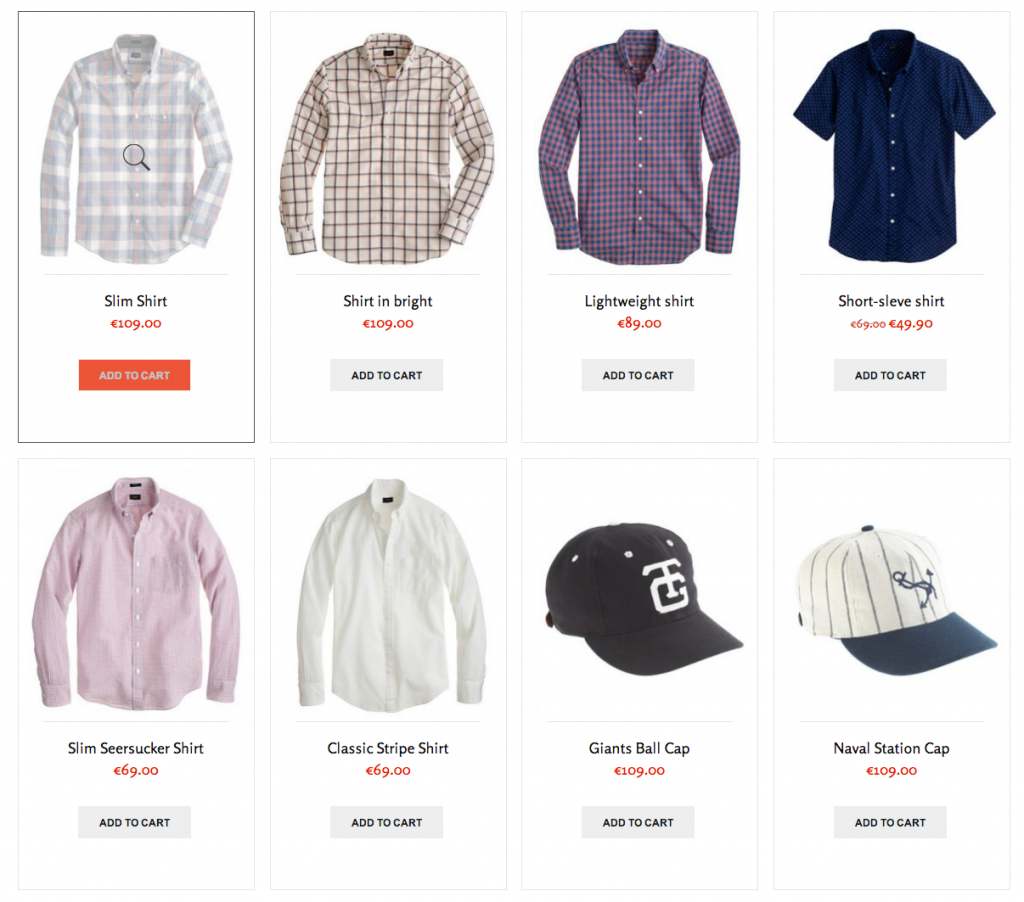 Slim Shirt
€109.00
ADD TO CART
Shirt in bright
€109.00
ADD TO CART
Lightweight shirt
€89.00
ADD TO CART
Short-sleve shirt
€69.00 €49.90
ADD TO CART
TG
Slim Seersucker Shirt
€69.00
ADD TO CART
Classic Stripe Shirt
€69.00
ADD TO CART
Giants Ball Cap
€109.00
ADD TO CART
Naval Station Cap
€109.00
ADD TO CART